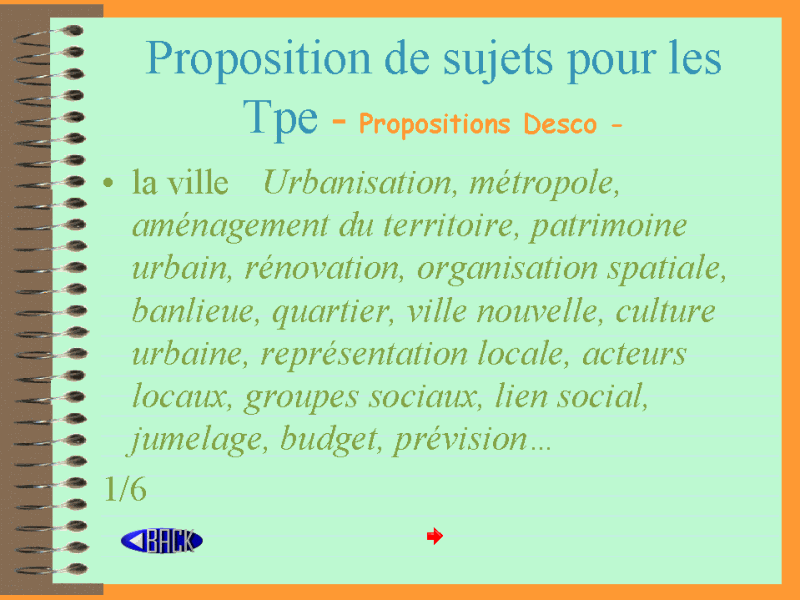 Proposition de sujets pour les
Tpe - Propositions Desco -
• la ville Urbanisation, métropole,
aménagement du territoire, patrimoine
urbain, rénovation, organisation spatiale,
banlieue, quartier, ville nouvelle, culture
urbaine, représentation locale, acteurs
locaux, groupes sociaux, lien social,
jumelage, budget, prévision…
1/6
BACK